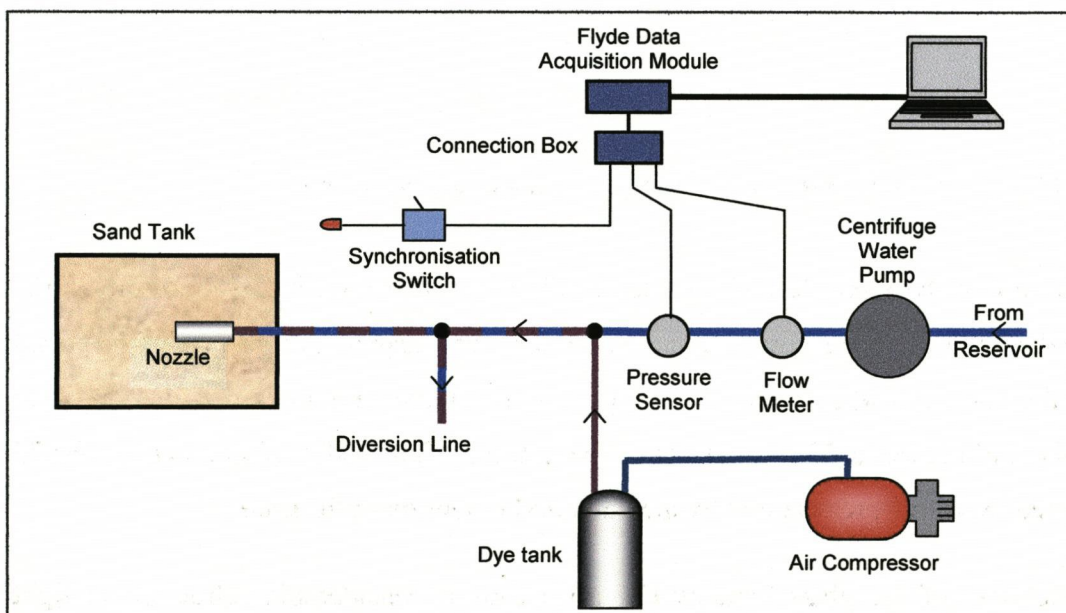 Flyde Data
Acquisition Module
Connection Box
Sand Tank
Synchronisation
Switch
Centrifuge
Water
Pump
From
Reservoir
Nozzle
Pressure
Sensor
Flow
Meter
Diversion Line
Dye tank
Air Compressor